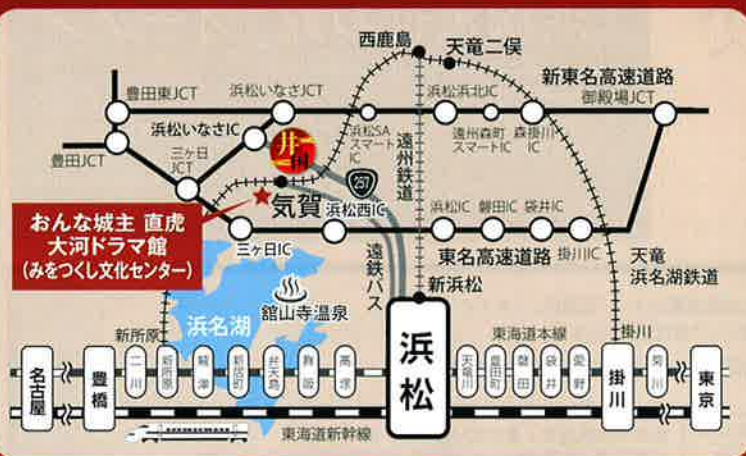 西鹿島
天竜二俣
新東名高速道路
豊田東JCT
浜松いなさJCT
浜松浜北IC
御殿場JCT
浜松いなさIC
浜松SA
スマート
IC
遠州森町
スマートIC
森掛川
IC
豊田JCT
三ヶ日
JCT
井
国
257
遠州鉄道
気賀
浜松西IC
浜松IC
磐田IC
袋井IC
おんな城主 直虎
大河ドラマ館
(みをつくし文化センター)
三ヶ日IC
東名高速道路
掛川IC
天竜
浜名湖鉄道
遠鉄バス
新浜松
舘山寺温泉
浜名湖
新所原
東海道本線
掛川
名古屋
豊橋
二川
新所原
鷲津
新居町
弁天島
舞阪
高塚
浜松
天竜川
豊田町
磐田
袋井
愛野
掛川
菊川
東京
東海道新幹線